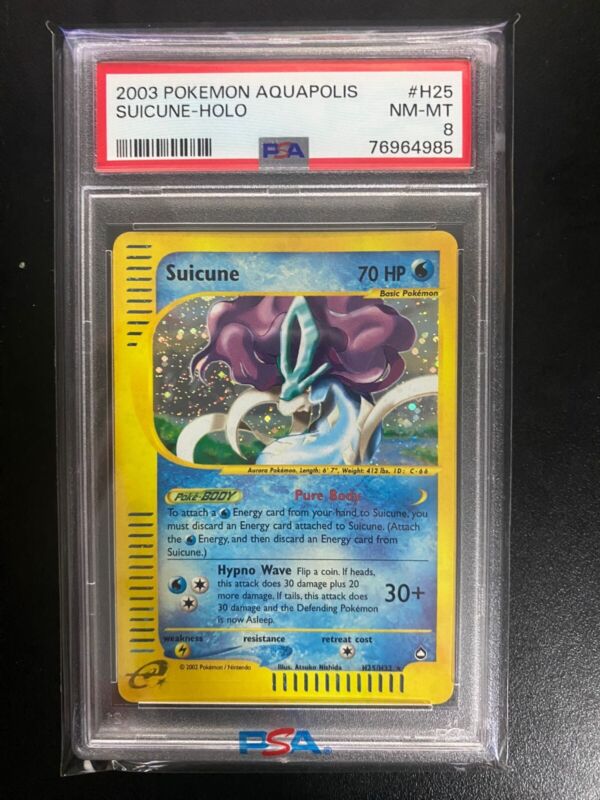 2003 POKEMON AQUAPOLIS #H25
SUICUNE-HOLO NM-MT
8
PSA 76964985
Suicune 70 HP
Basic Pokémon
Aurora Pokémon, Length: 6' 7", Weight: 412 lbs. ID: C-66
Poké-BODY Pure Body
To attach a Energy card from your hand to Suicune, you
must discard an Energy card attached to Suicune. (Attach
the Energy, and then discard an Energy card from
Suicune.)
Hypno Wave Flip a coin. If heads,
this attack does 30 damage plus 20
more damage. If tails, this attack does
30 damage and the Defending Pokémon
is now Asleep.
30+
weakness resistance retreat cost
© 2002 Pokémon / Nintendo Illus. Atsuko Nishida H25/H32
e
PSA